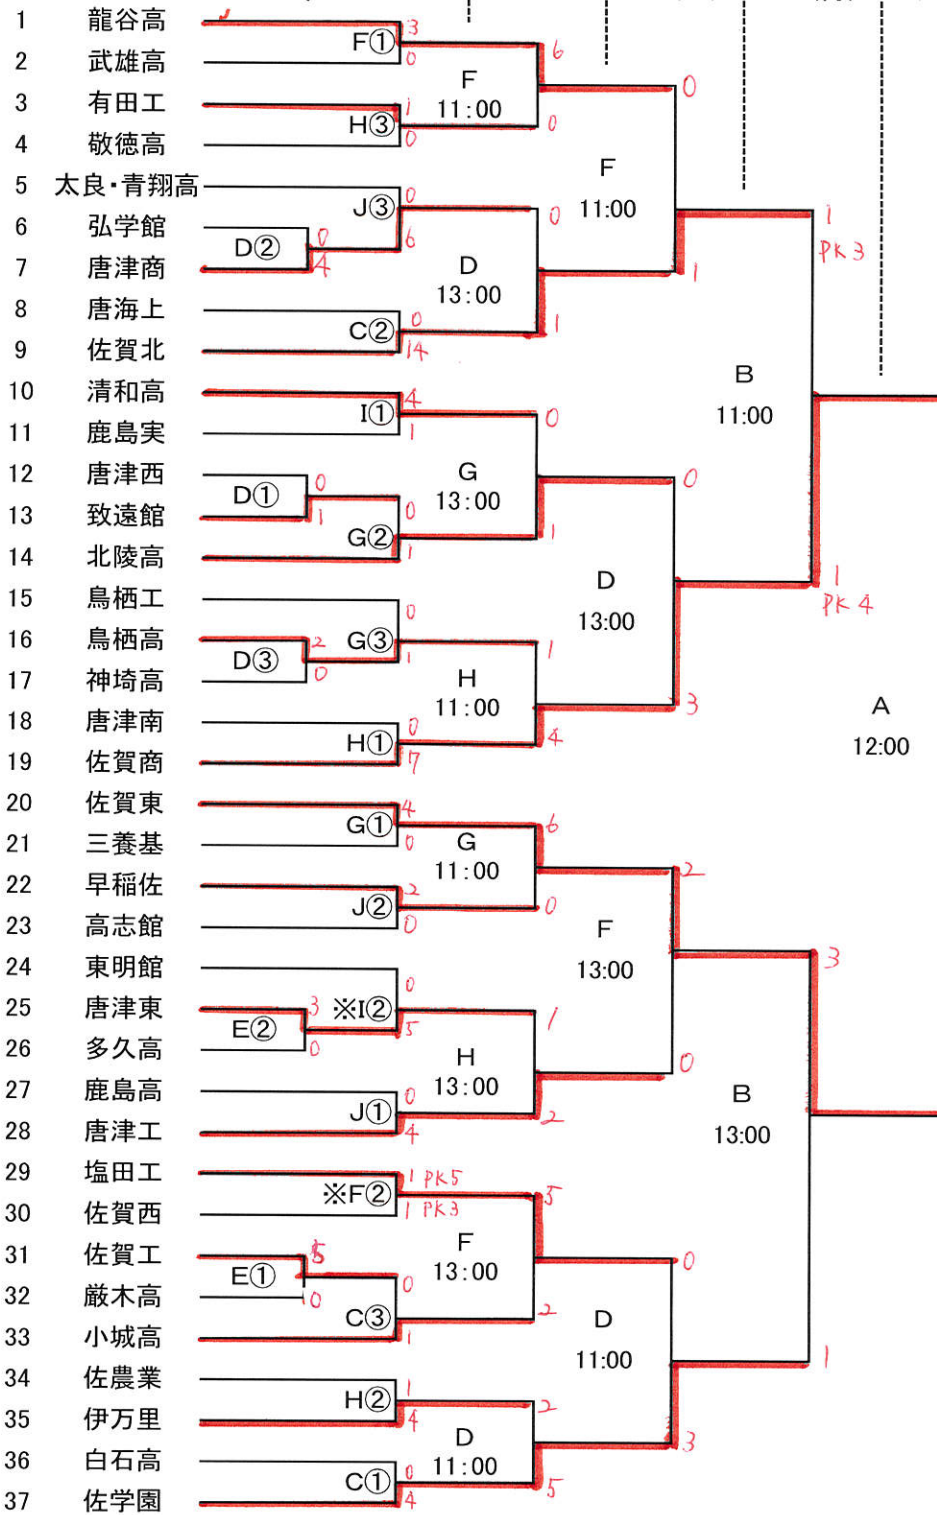 1 龍谷高
F① 3 0
2 武雄高
F 11:00 6 0
3 有田工
H③ 1 0
4 敬徳高
F 11:00 0 1
5 太良・青翔高
J③ 0 6
6 弘学館
D② 0 4
7 唐津商
D 13:00 0 1
8 唐海上
C② 0 14
9 佐賀北
B 11:00 1 PK3 1 PK4
10 清和高
I① 4 1
11 鹿島実
G 13:00 0 1
12 唐津西
D① 0 1
13 致遠館
G② 0 1
14 北陵高
D 13:00 0 3
15 鳥栖工
G③ 0 1
16 鳥栖高
D③ 2 0
17 神埼高
H 11:00 1 4
18 唐津南
H① 0 7
19 佐賀商
A 12:00
20 佐賀東
G① 4 0
21 三養基
G 11:00 6 0
22 早稲佐
J② 2 0
23 高志館
F 13:00 2 0
24 東明館
※I② 0 5
25 唐津東
E② 3 0
26 多久高
H 13:00 1 2
27 鹿島高
J① 0 4
28 唐津工
B 13:00 3 1
29 塩田工
※F② 1 PK5 1 PK3
30 佐賀西
F 13:00 5 2
31 佐賀工
E① 5 0
32 厳木高
C③ 0 1
33 小城高
D 11:00 0 3
34 佐農業
H② 1 4
35 伊万里
D 11:00 2 5
36 白石高
C① 0 4
37 佐学園